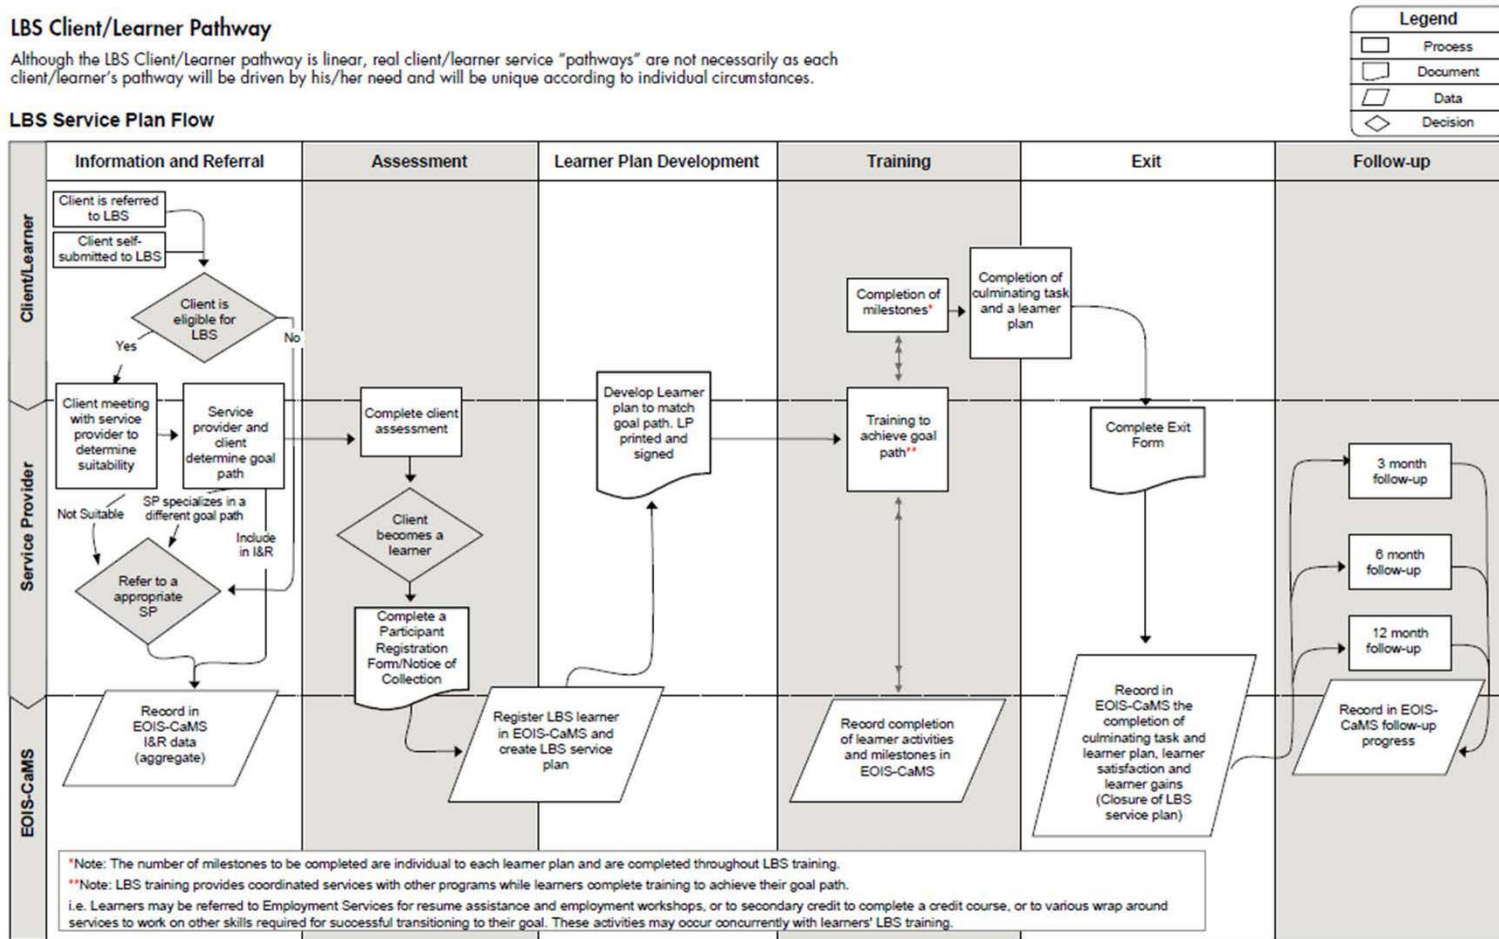 LBS Client/Learner Pathway
Although the LBS Client/Learner pathway is linear, real client/learner service “pathways” are not necessarily as each
client/learner’s pathway will be driven by his/her need and will be unique according to individual circumstances.
Legend
Process
Document
Data
Decision
LBS Service Plan Flow
Information and Referral
Assessment
Learner Plan Development
Training
Exit
Follow-up
Client/Learner
Service Provider
EOIS-CaMS
Client is referred
to LBS
Client self-
submitted to LBS
Client is
eligible for
LBS
Yes
No
Client meeting
with service
provider to
determine
suitability
Service
provider and
client
determine goal
path
Not Suitable
SP specializes in a
different goal path
Include
in I&R
Refer to a
appropriate
SP
Record in
EOIS-CaMS
I&R data
(aggregate)
Complete client
assessment
Client
becomes a
learner
Complete a
Participant
Registration
Form/Notice of
Collection
Register LBS learner
in EOIS-CaMS and
create LBS service
plan
Develop Learner
plan to match
goal path. LP
printed and
signed
Completion of
milestones*
Training to
achieve goal
path**
Record completion
of learner activities
and milestones in
EOIS-CaMS
Completion of
culminating task
and a learner
plan
Complete Exit
Form
Record in
EOIS-CaMS the
completion of
culminating task and
learner plan, learner
satisfaction and
learner gains
(Closure of LBS
service plan)
3 month
follow-up
6 month
follow-up
12 month
follow-up
Record in EOIS-
CaMS follow-up
progress
*Note: The number of milestones to be completed are individual to each learner plan and are completed throughout LBS training.
**Note: LBS training provides coordinated services with other programs while learners complete training to achieve their goal path.
i.e. Learners may be referred to Employment Services for resume assistance and employment workshops, or to secondary credit to complete a credit course, or to various wrap around
services to work on other skills required for successful transitioning to their goal. These activities may occur concurrently with learners' LBS training.